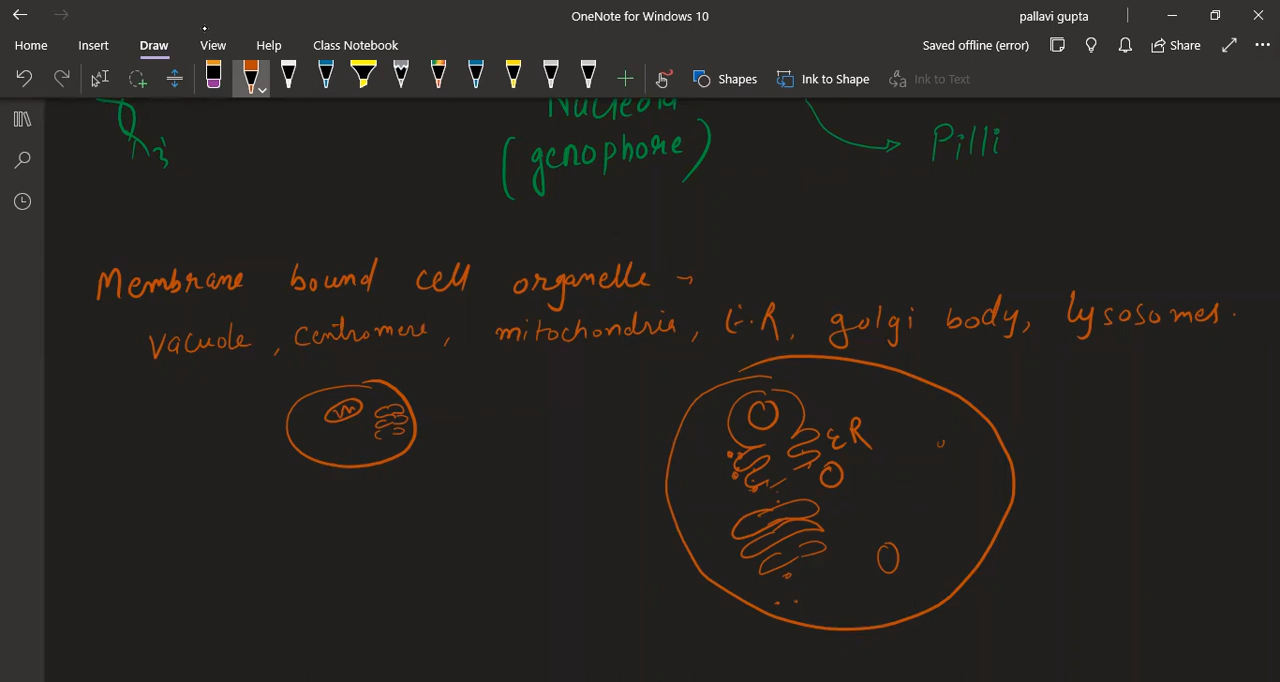 OneNote for Windows 10
pallavi gupta
Home Insert Draw View Help Class Notebook
Saved offline (error) Share
Shapes Ink to Shape Ink to Text
(genophore)
Pilli
Membrane bound cell organelle →
vacuole, centromere, mitochondria, E.R, golgi body, lysosomes.
ER